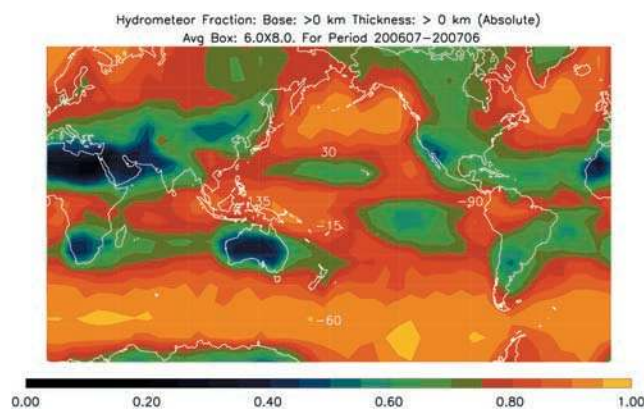 Hydrometeor Fraction: Base: >0 km Thickness: > 0 km (Absolute)
Avg Box: 6.0X8.0. For Period 200607-200706
30
135
-15
-90
-60
0.00 0.20 0.40 0.60 0.80 1.00